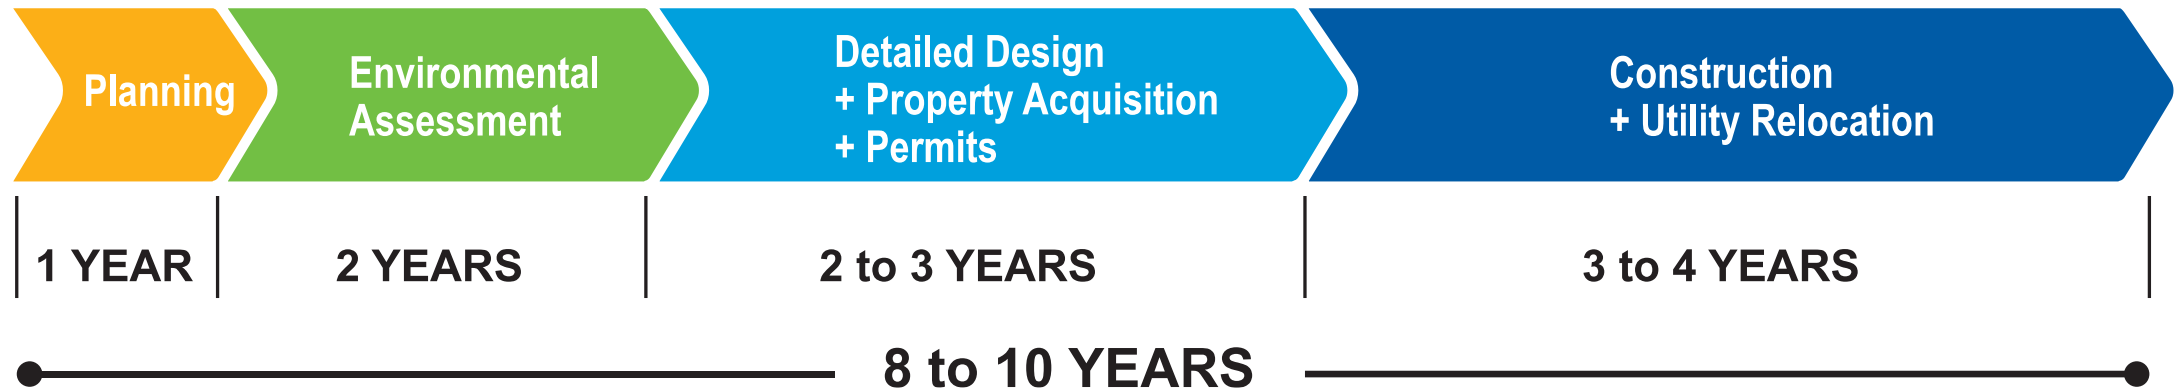 Planning
Environmental
Assessment
Detailed Design
+ Property Acquisition
+ Permits
Construction
+ Utility Relocation
1 YEAR
2 YEARS
2 to 3 YEARS
3 to 4 YEARS
8 to 10 YEARS